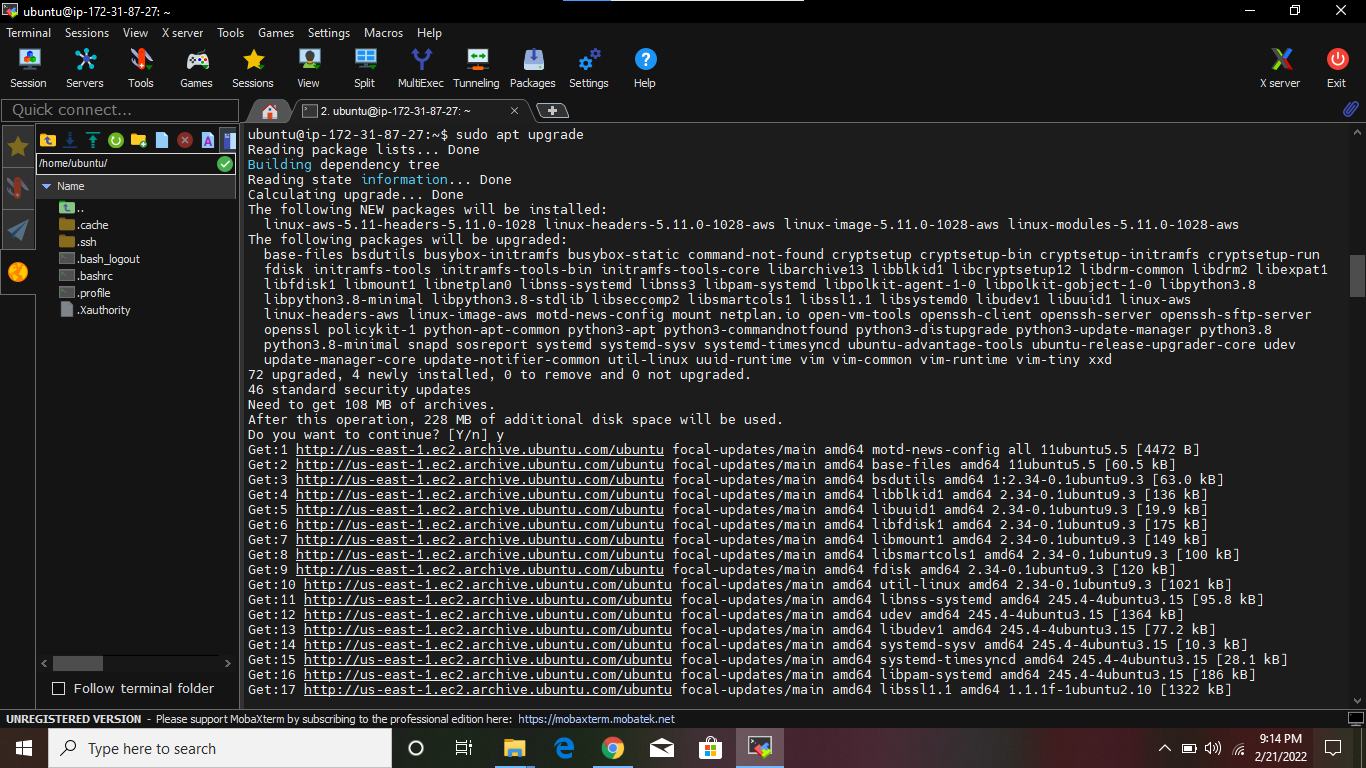 ubuntu@ip-172-31-87-27: ~
Terminal Sessions View X server Tools Games Settings Macros Help
Session Servers Tools Games Sessions View Split MultiExec Tunneling Packages Settings Help X server Exit
Quick connect...
2. ubuntu@ip-172-31-87-27: ~
/home/ubuntu/
Name
..
.cache
.ssh
.bash_logout
.bashrc
.profile
.Xauthority
Follow terminal folder
ubuntu@ip-172-31-87-27:~$ sudo apt upgrade
Reading package lists... Done
Building dependency tree
Reading state information... Done
Calculating upgrade... Done
The following NEW packages will be installed:
linux-aws-5.11-headers-5.11.0-1028 linux-headers-5.11.0-1028-aws linux-image-5.11.0-1028-aws linux-modules-5.11.0-1028-aws
The following packages will be upgraded:
base-files bsdutils busybox-initramfs busybox-static command-not-found cryptsetup cryptsetup-bin cryptsetup-initramfs cryptsetup-run
fdisk initramfs-tools initramfs-tools-bin initramfs-tools-core libarchive13 libblkid1 libcryptsetup12 libdrm-common libdrm2 libexpat1
libfdisk1 libmount1 libnetplan0 libnss-systemd libnss3 libpam-systemd libpolkit-agent-1-0 libpolkit-gobject-1-0 libpython3.8
libpython3.8-minimal libpython3.8-stdlib libseccomp2 libsmartcols1 libssl1.1 libsystemd0 libudev1 libuuid1 linux-aws
linux-headers-aws linux-image-aws motd-news-config mount netplan.io open-vm-tools openssh-client openssh-server openssh-sftp-server
openssl policykit-1 python-apt-common python3-apt python3-commandnotfound python3-distupgrade python3-update-manager python3.8
python3.8-minimal snapd sosreport systemd systemd-sysv systemd-timesyncd ubuntu-advantage-tools ubuntu-release-upgrader-core udev
update-manager-core update-notifier-common util-linux uuid-runtime vim vim-common vim-runtime vim-tiny xxd
72 upgraded, 4 newly installed, 0 to remove and 0 not upgraded.
46 standard security updates
Need to get 108 MB of archives.
After this operation, 228 MB of additional disk space will be used.
Do you want to continue? [Y/n] y
Get:1 http://us-east-1.ec2.archive.ubuntu.com/ubuntu focal-updates/main amd64 motd-news-config all 11ubuntu5.5 [4472 B]
Get:2 http://us-east-1.ec2.archive.ubuntu.com/ubuntu focal-updates/main amd64 base-files amd64 11ubuntu5.5 [60.5 kB]
Get:3 http://us-east-1.ec2.archive.ubuntu.com/ubuntu focal-updates/main amd64 bsdutils amd64 1:2.34-0.1ubuntu9.3 [63.0 kB]
Get:4 http://us-east-1.ec2.archive.ubuntu.com/ubuntu focal-updates/main amd64 libblkid1 amd64 2.34-0.1ubuntu9.3 [136 kB]
Get:5 http://us-east-1.ec2.archive.ubuntu.com/ubuntu focal-updates/main amd64 libuuid1 amd64 2.34-0.1ubuntu9.3 [19.9 kB]
Get:6 http://us-east-1.ec2.archive.ubuntu.com/ubuntu focal-updates/main amd64 libfdisk1 amd64 2.34-0.1ubuntu9.3 [175 kB]
Get:7 http://us-east-1.ec2.archive.ubuntu.com/ubuntu focal-updates/main amd64 libmount1 amd64 2.34-0.1ubuntu9.3 [149 kB]
Get:8 http://us-east-1.ec2.archive.ubuntu.com/ubuntu focal-updates/main amd64 libsmartcols1 amd64 2.34-0.1ubuntu9.3 [100 kB]
Get:9 http://us-east-1.ec2.archive.ubuntu.com/ubuntu focal-updates/main amd64 fdisk amd64 2.34-0.1ubuntu9.3 [120 kB]
Get:10 http://us-east-1.ec2.archive.ubuntu.com/ubuntu focal-updates/main amd64 util-linux amd64 2.34-0.1ubuntu9.3 [1021 kB]
Get:11 http://us-east-1.ec2.archive.ubuntu.com/ubuntu focal-updates/main amd64 libnss-systemd amd64 245.4-4ubuntu3.15 [95.8 kB]
Get:12 http://us-east-1.ec2.archive.ubuntu.com/ubuntu focal-updates/main amd64 udev amd64 245.4-4ubuntu3.15 [1364 kB]
Get:13 http://us-east-1.ec2.archive.ubuntu.com/ubuntu focal-updates/main amd64 libudev1 amd64 245.4-4ubuntu3.15 [77.2 kB]
Get:14 http://us-east-1.ec2.archive.ubuntu.com/ubuntu focal-updates/main amd64 systemd-sysv amd64 245.4-4ubuntu3.15 [10.3 kB]
Get:15 http://us-east-1.ec2.archive.ubuntu.com/ubuntu focal-updates/main amd64 systemd-timesyncd amd64 245.4-4ubuntu3.15 [28.1 kB]
Get:16 http://us-east-1.ec2.archive.ubuntu.com/ubuntu focal-updates/main amd64 libpam-systemd amd64 245.4-4ubuntu3.15 [186 kB]
Get:17 http://us-east-1.ec2.archive.ubuntu.com/ubuntu focal-updates/main amd64 libssl1.1 amd64 1.1.1f-1ubuntu2.10 [1322 kB]
UNREGISTERED VERSION - Please support MobaXterm by subscribing to the professional edition here: https://mobaxterm.mobatek.net
Type here to search
9:14 PM
2/21/2022